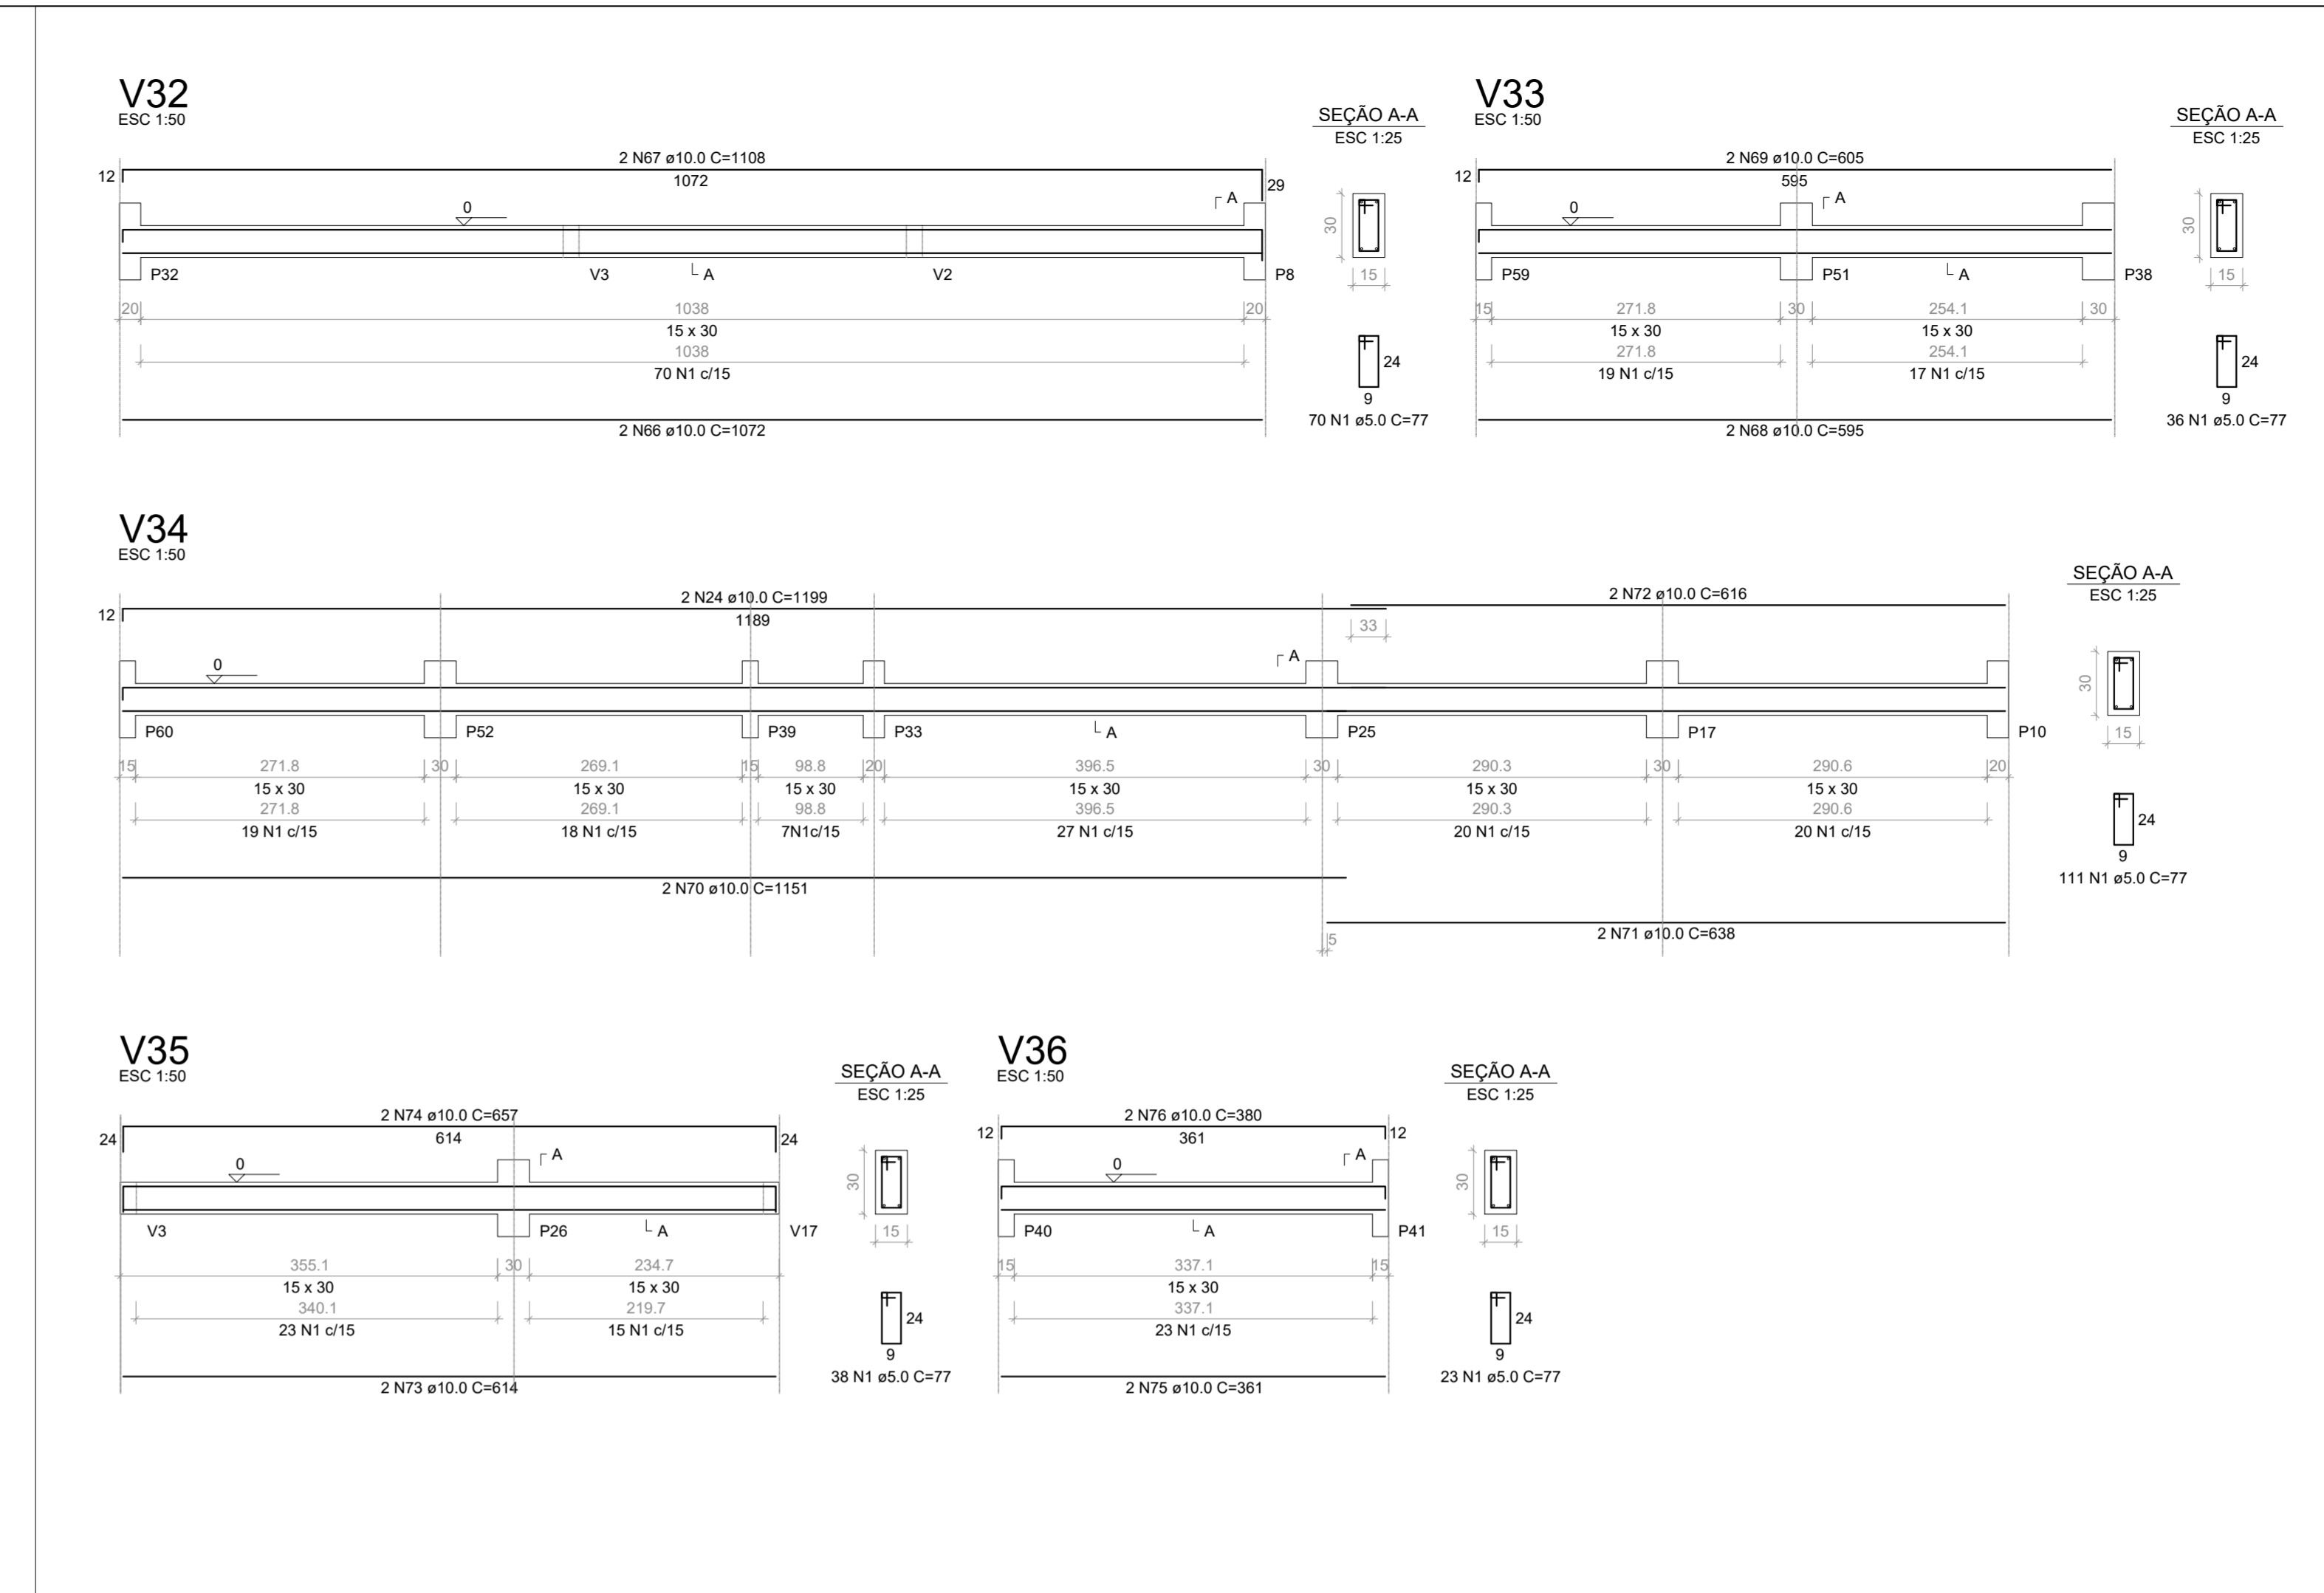 V32
ESC 1:50
SEÇÃO A-A
ESC 1:25
2 N67 ø10.0 C=1108
12
1072
29
A
0
30
P32
V3
A
V2
P8
15
20
1038
20
15 x 30
1038
24
70 N1 c/15
9
70 N1 ø5.0 C=77
2 N66 ø10.0 C=1072
V33
ESC 1:50
SEÇÃO A-A
ESC 1:25
2 N69 ø10.0 C=605
12
595
A
0
30
P59
P51
A
P38
15
15
271.8
30
254.1
30
15 x 30
15 x 30
271.8
254.1
24
19 N1 c/15
17 N1 c/15
9
36 N1 ø5.0 C=77
2 N68 ø10.0 C=595
V34
ESC 1:50
SEÇÃO A-A
ESC 1:25
2 N24 ø10.0 C=1199
2 N72 ø10.0 C=616
12
1189
33
A
0
30
P60
P52
P39
P33
A
P25
P17
P10
15
15
271.8
30
269.1
15
98.8
20
396.5
30
290.3
30
290.6
20
15 x 30
15 x 30
15 x 30
15 x 30
15 x 30
15 x 30
271.8
269.1
98.8
396.5
290.3
290.6
24
19 N1 c/15
18 N1 c/15
7N1c/15
27 N1 c/15
20 N1 c/15
20 N1 c/15
9
111 N1 ø5.0 C=77
2 N70 ø10.0 C=1151
2 N71 ø10.0 C=638
5
V35
ESC 1:50
SEÇÃO A-A
ESC 1:25
2 N74 ø10.0 C=657
24
614
24
A
0
30
V3
P26
A
V17
15
355.1
30
234.7
15 x 30
15 x 30
340.1
219.7
24
23 N1 c/15
15 N1 c/15
9
38 N1 ø5.0 C=77
2 N73 ø10.0 C=614
V36
ESC 1:50
SEÇÃO A-A
ESC 1:25
2 N76 ø10.0 C=380
12
361
12
A
0
30
P40
A
P41
15
15
337.1
15
15 x 30
337.1
24
23 N1 c/15
9
23 N1 ø5.0 C=77
2 N75 ø10.0 C=361